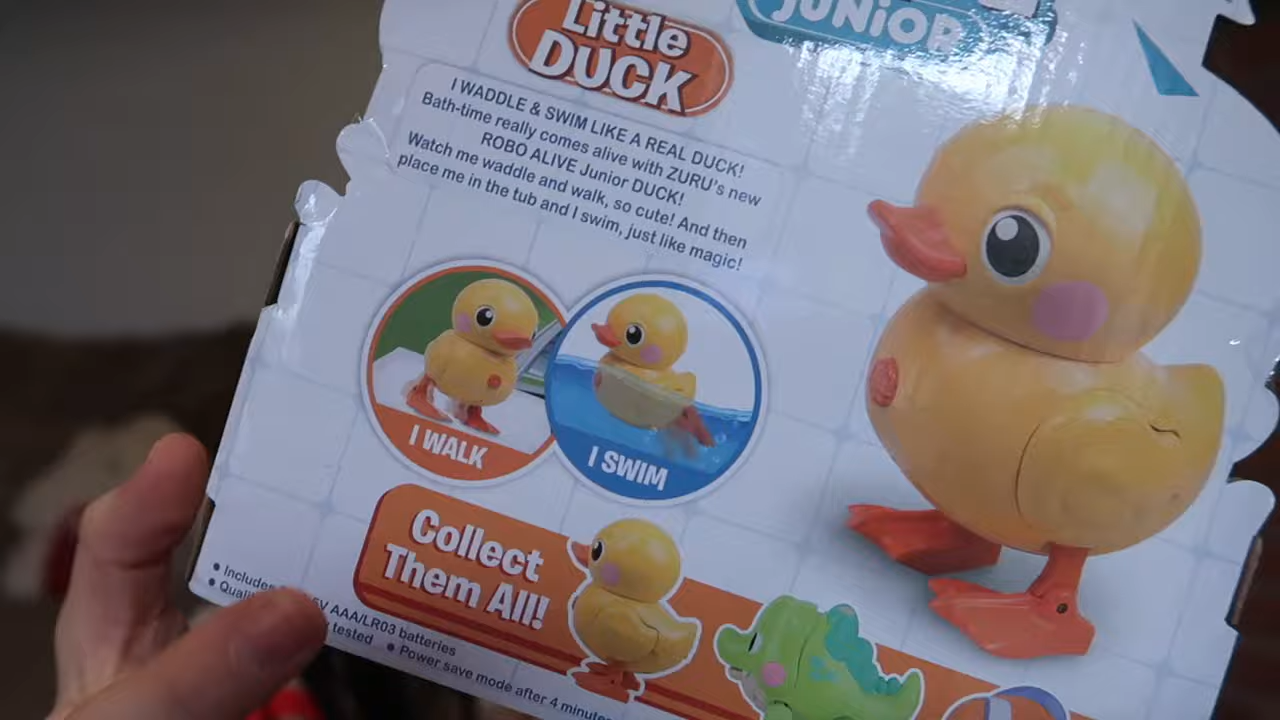 Little
DUCK
JUNiOR
I WADDLE & SWIM LIKE A REAL DUCK!
Bath-time really comes alive with ZURU's new
ROBO ALIVE Junior DUCK!
Watch me waddle and walk, so cute! And then
place me in the tub and I swim, just like magic!
I WALK
I SWIM
Collect
Them All!
• Includes
AAA/LR03 batteries
• tested
• Power save mode after 4